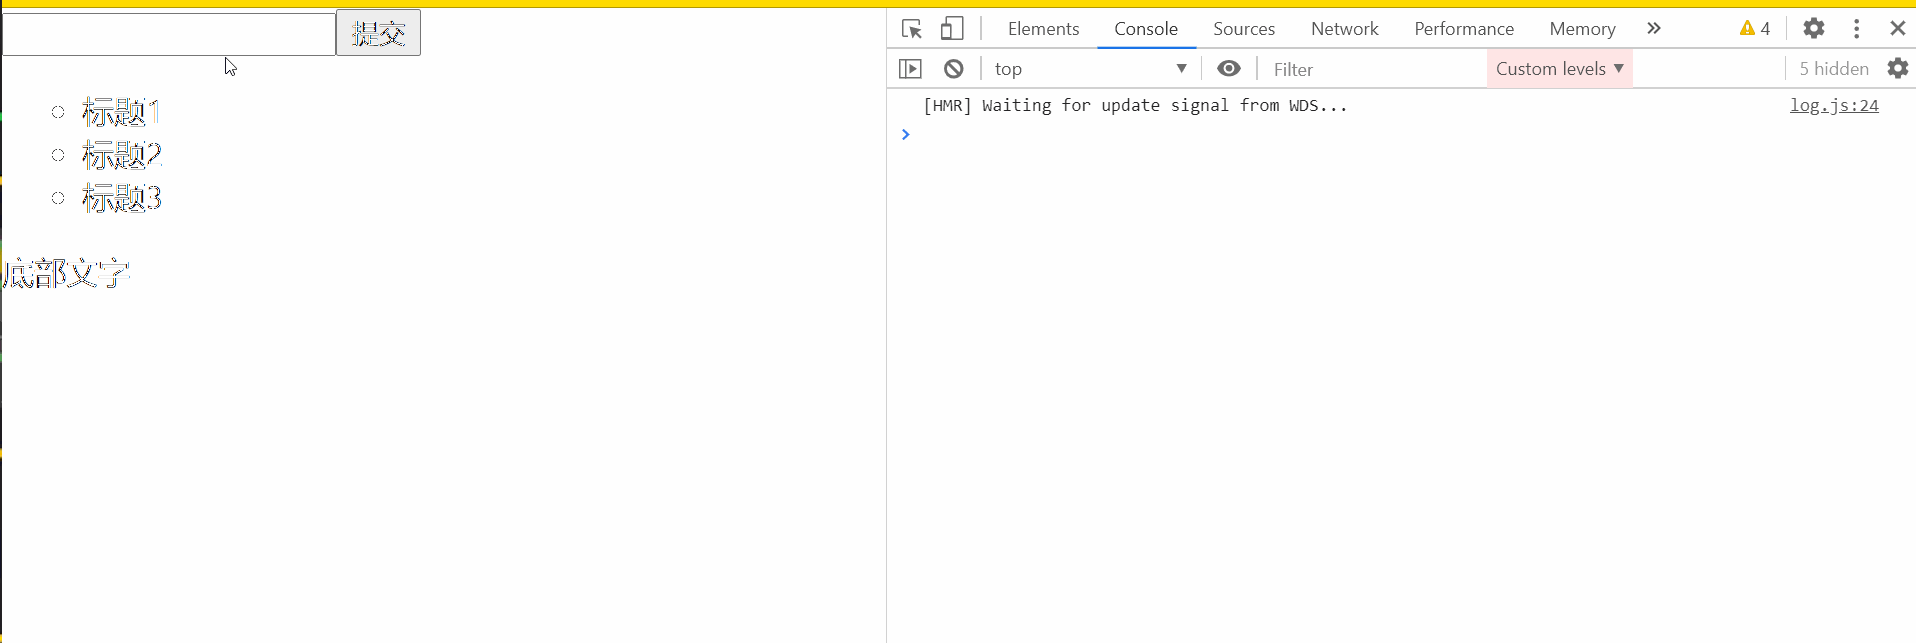 提交
标题1
标题2
标题3
底部文字
Elements Console Sources Network Performance Memory » 4
top Filter Custom levels 5 hidden
[HMR] Waiting for update signal from WDS... log.js:24